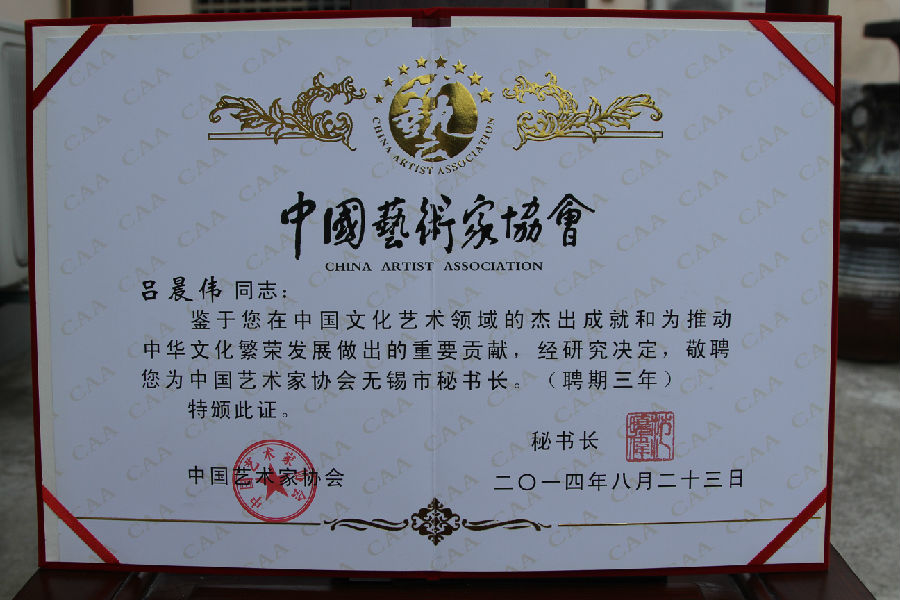 藝
CHINA ARTIST ASSOCIATION
中國藝術家協會
CHINA ARTIST ASSOCIATION
吕晨伟 同志：
鉴于您在中国文化艺术领域的杰出成就和为推动
中华文化繁荣发展做出的重要贡献，经研究决定，敬聘
您为中国艺术家协会无锡市秘书长。（聘期三年）
特颁此证。
秘书长
中国艺术家协会
二〇一四年八月二十三日
CAA